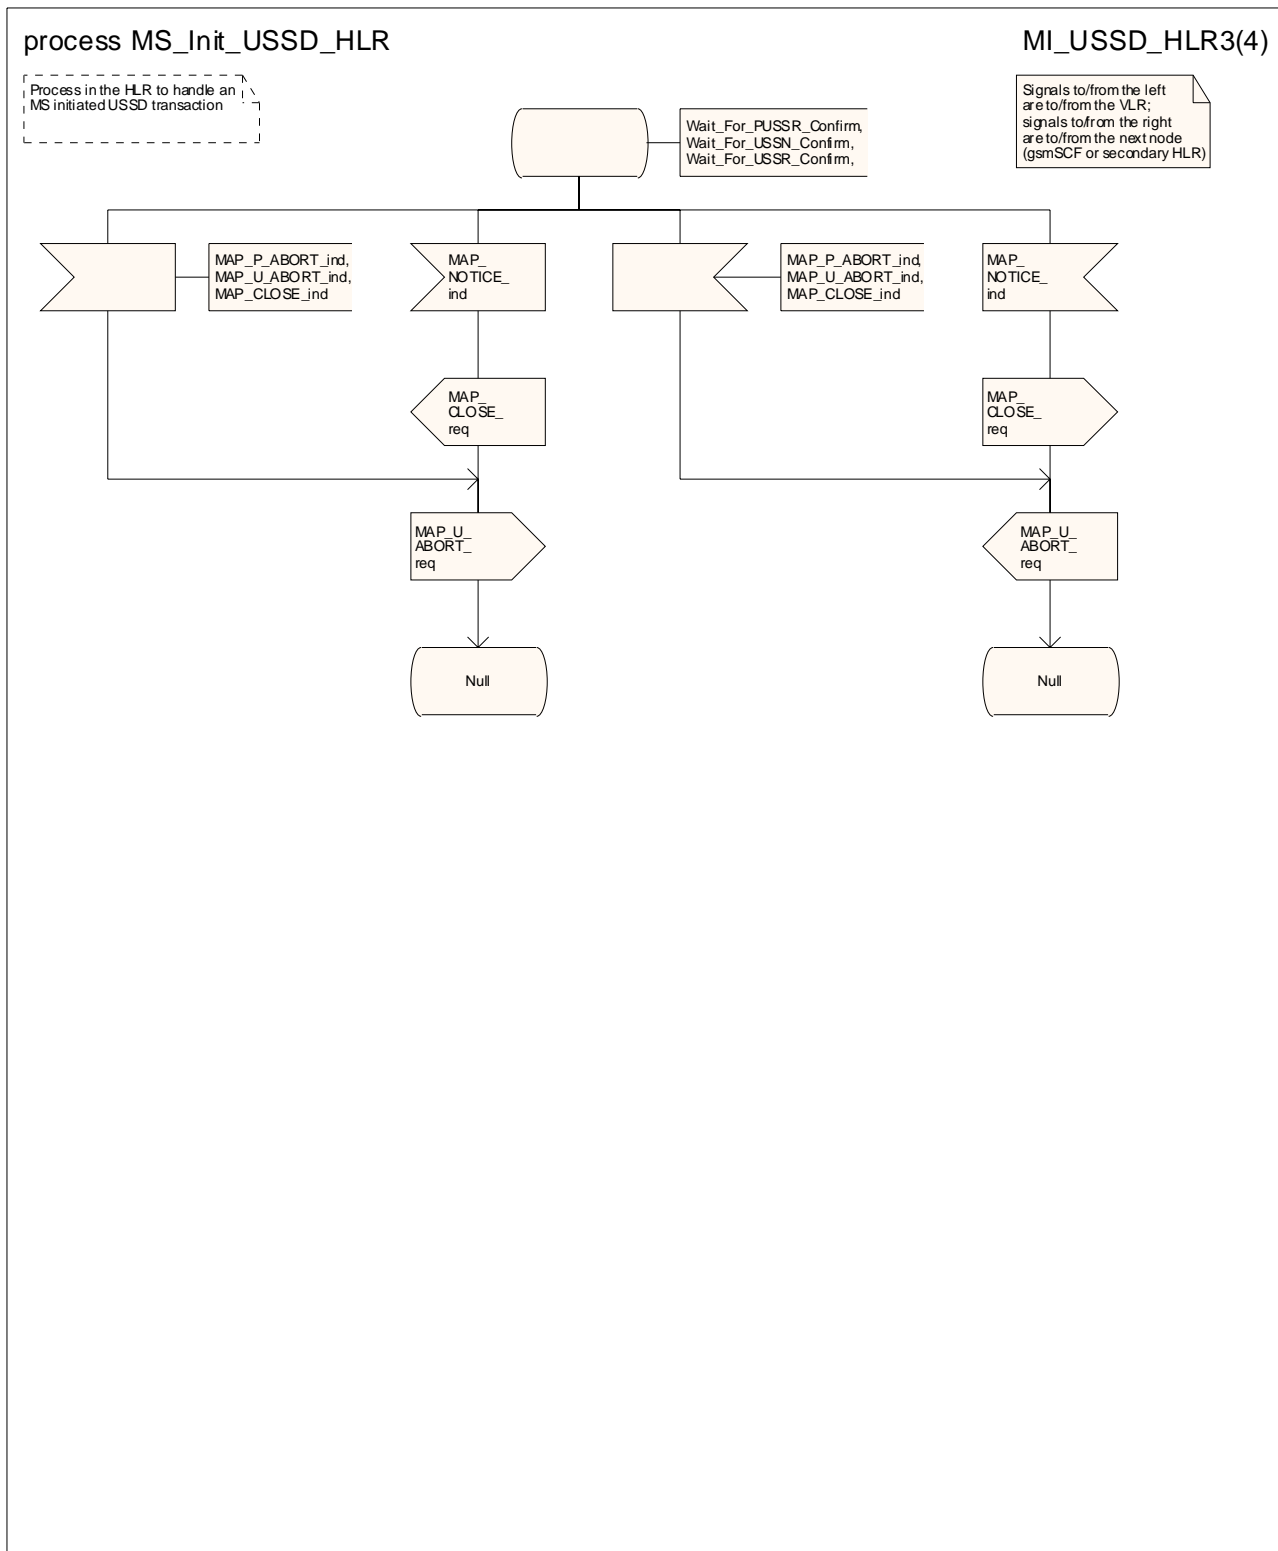 process MS_Init_USSD_HLR
MI_USSD_HLR3(4)
Process in the HLR to handle an
MS initiated USSD transaction
Signals to/from the left
are to/from the VLR;
signals to/from the right
are to/from the next node
(gsmSCF or secondary HLR)
Wait_For_PUSSR_Confirm,
Wait_For_USSN_Confirm,
Wait_For_USSR_Confirm,
MAP_P_ABORT_ind,
MAP_U_ABORT_ind,
MAP_CLOSE_ind
MAP_
NOTICE_
ind
MAP_P_ABORT_ind,
MAP_U_ABORT_ind,
MAP_CLOSE_ind
MAP_
NOTICE_
ind
MAP_
CLOSE_
req
MAP_
CLOSE_
req
MAP_U_
ABORT_
req
MAP_U_
ABORT_
req
Null
Null